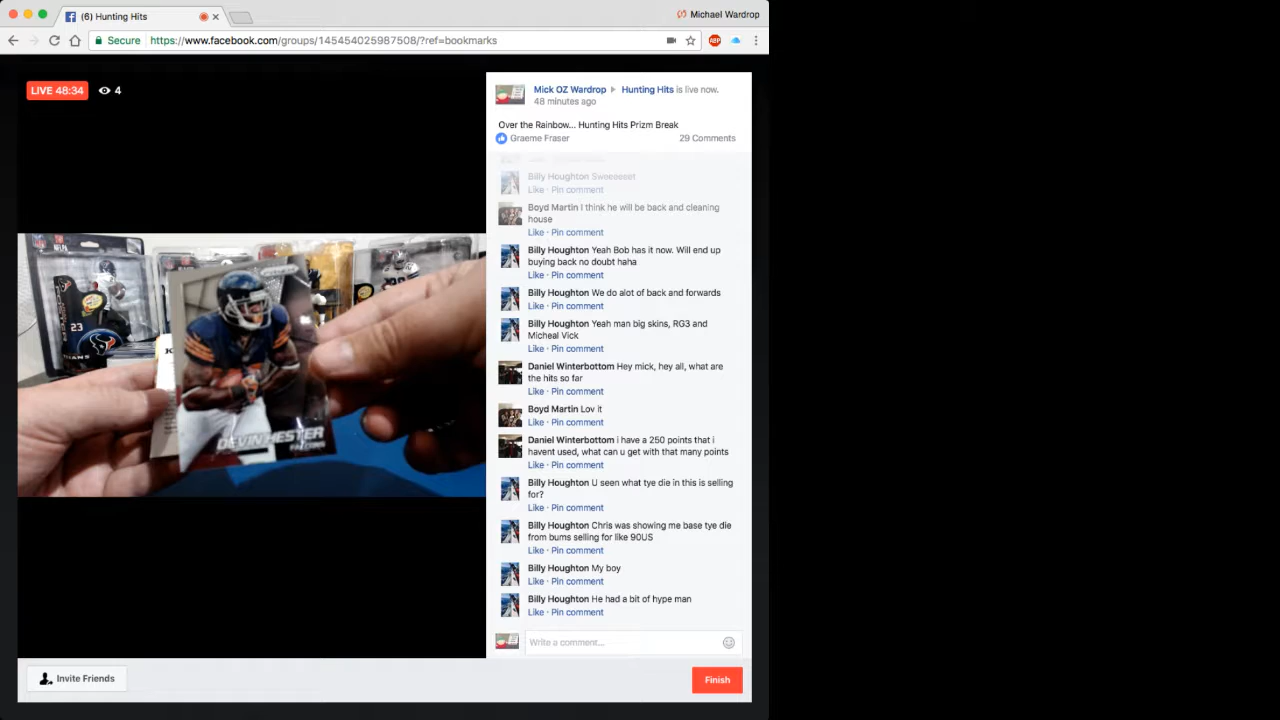 (6) Hunting Hits
Michael Wardrop
Secure https://www.facebook.com/groups/145454025987508/?ref=bookmarks
ABP
LIVE 48:34 4
Mick OZ Wardrop Hunting Hits is live now.
48 minutes ago
Over the Rainbow... Hunting Hits Prizm Break
Graeme Fraser 29 Comments
Billy Houghton Sweeeeeet
Like · Pin comment
Boyd Martin I think he will be back and cleaning
house
Like · Pin comment
Billy Houghton Yeah Bob has it now. Will end up
buying back no doubt haha
Like · Pin comment
Billy Houghton We do alot of back and forwards
Like · Pin comment
Billy Houghton Yeah man big skins, RG3 and
Micheal Vick
Like · Pin comment
Daniel Winterbottom Hey mick, hey all, what are
the hits so far
Like · Pin comment
Boyd Martin Lov it
Like · Pin comment
Daniel Winterbottom i have a 250 points that i
havent used, what can u get with that many points
Like · Pin comment
Billy Houghton U seen what tye die in this is selling
for?
Like · Pin comment
Billy Houghton Chris was showing me base tye die
from bums selling for like 90US
Like · Pin comment
Billy Houghton My boy
Like · Pin comment
Billy Houghton He had a bit of hype man
Like · Pin comment
Write a comment...
23
DEVIN HESTER
FALCONS
Invite Friends
Finish